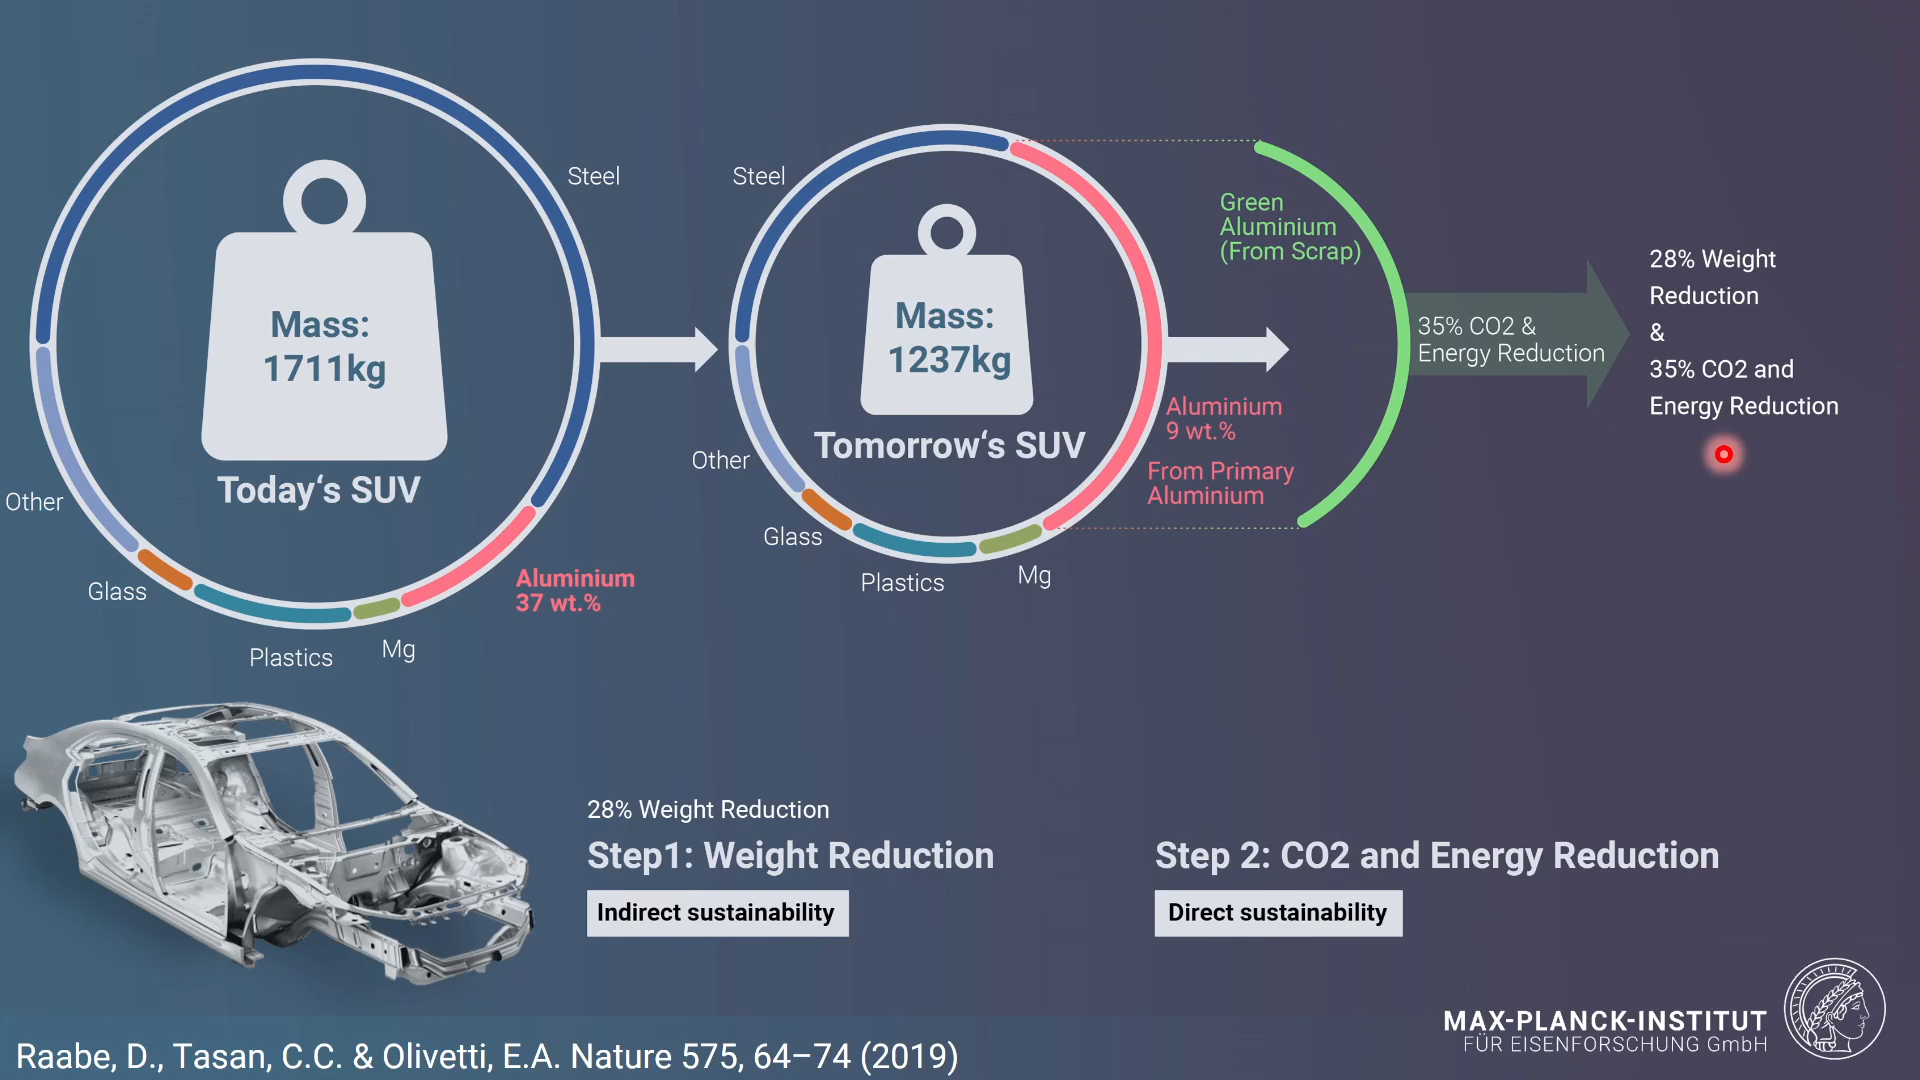 Steel
Mass:
1711kg
Today‘s SUV
Other
Glass
Plastics
Mg
Aluminium
37 wt.%
Steel
Mass:
1237kg
Tomorrow‘s SUV
Other
Glass
Plastics
Mg
Aluminium
9 wt.%
From Primary
Aluminium
Green
Aluminium
(From Scrap)
35% CO2 &
Energy Reduction
28% Weight
Reduction
&
35% CO2 and
Energy Reduction
28% Weight Reduction
Step1: Weight Reduction
Indirect sustainability
Step 2: CO2 and Energy Reduction
Direct sustainability
MAX-PLANCK-INSTITUT
FÜR EISENFORSCHUNG GmbH
Raabe, D., Tasan, C.C. & Olivetti, E.A. Nature 575, 64–74 (2019)